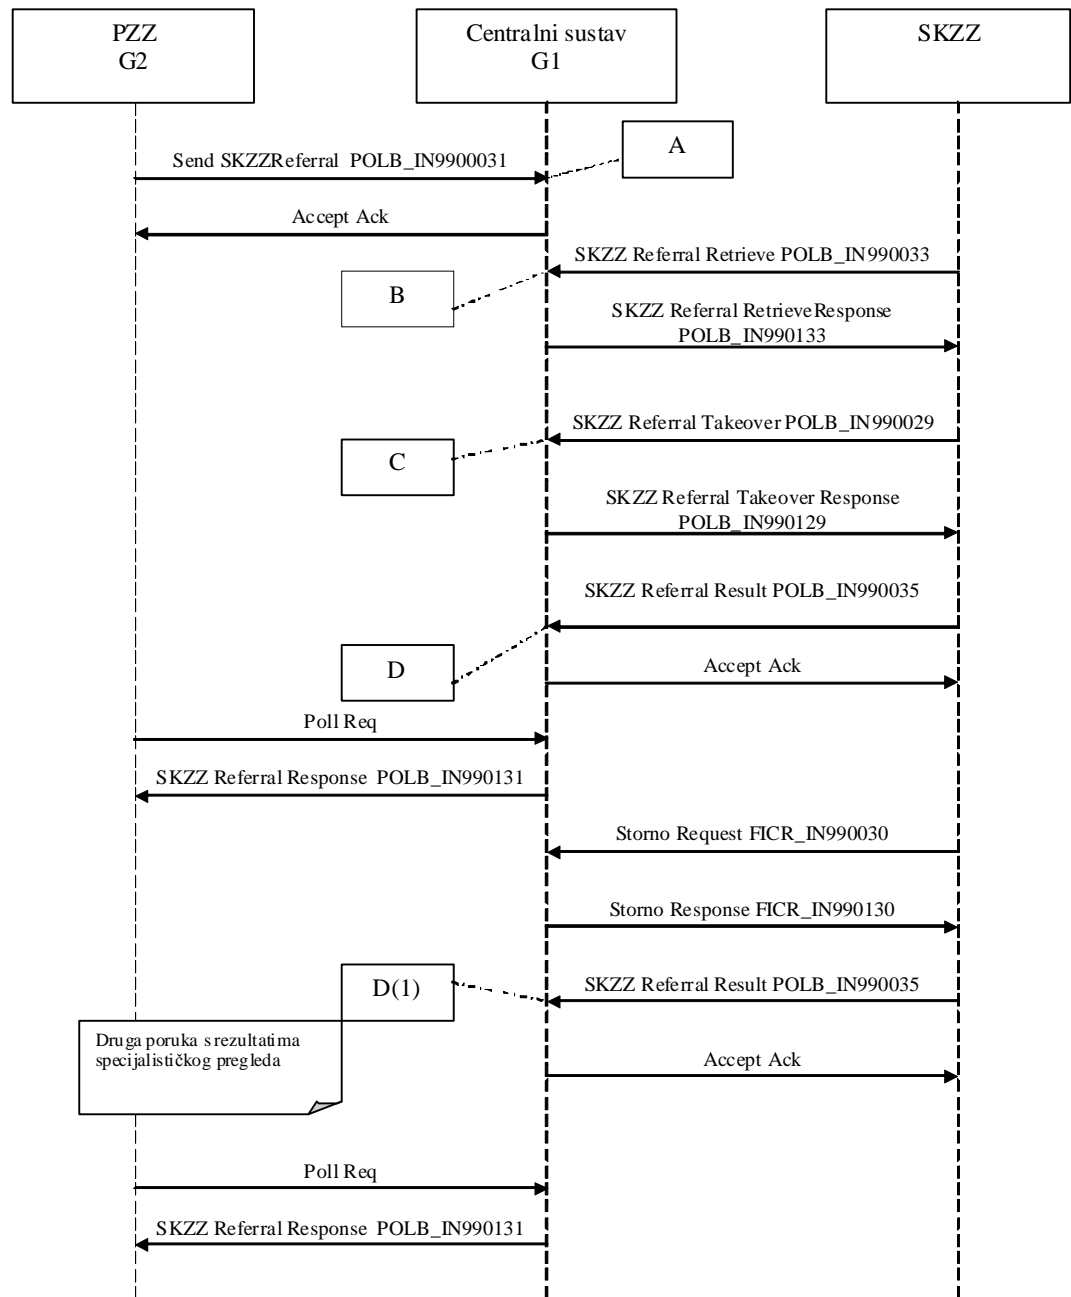 PZZ
G2
Centralni sustav
G1
SKZZ
A
Send SKZZReferral POLB_IN9900031
Accept Ack
SKZZ Referral Retrieve POLB_IN990033
B
SKZZ Referral RetrieveResponse
POLB_IN990133
SKZZ Referral Takeover POLB_IN990029
C
SKZZ Referral Takeover Response
POLB_IN990129
SKZZ Referral Result POLB_IN990035
D
Accept Ack
Poll Req
SKZZ Referral Response POLB_IN990131
Storno Request FICR_IN990030
Storno Response FICR_IN990130
D(1)
SKZZ Referral Result POLB_IN990035
Druga poruka s rezultatima
specijalističkog pregleda
Accept Ack
Poll Req
SKZZ Referral Response POLB_IN990131